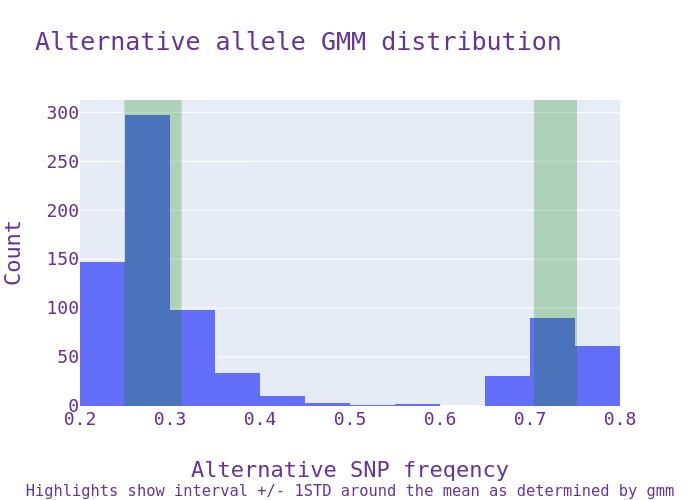 Alternative allele GMM distribution
300
250
200
150
100
50
0
Count
0.2 0.3 0.4 0.5 0.6 0.7 0.8
Alternative SNP freqency
Highlights show interval +/- 1STD around the mean as determined by gmm